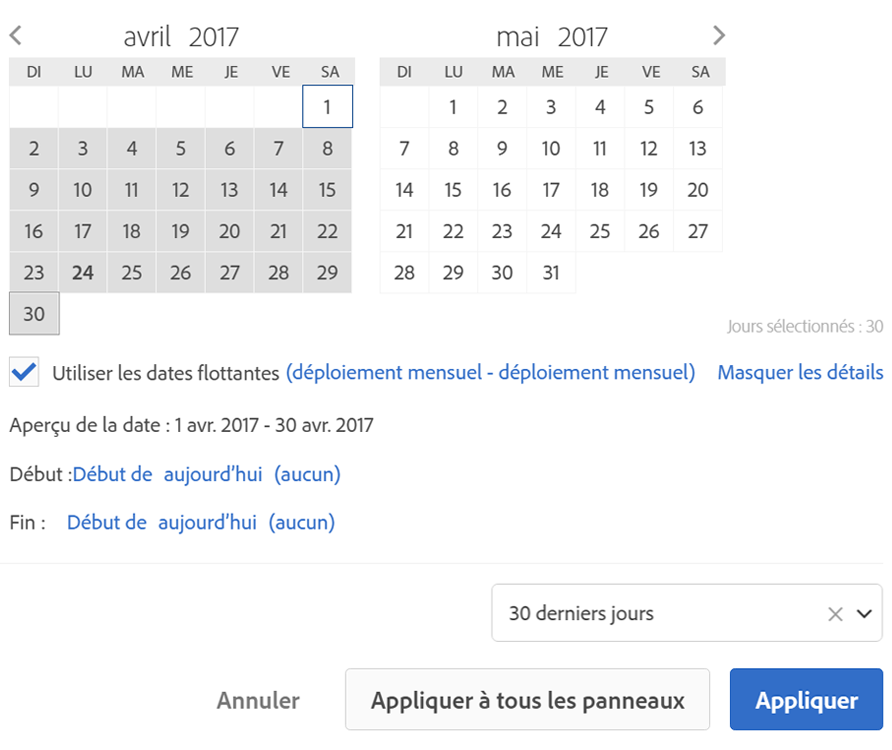 avril 2017 mai 2017
DI LU MA ME JE VE SA DI LU MA ME JE VE SA
1 1 2 3 4 5 6
2 3 4 5 6 7 8 7 8 9 10 11 12 13
9 10 11 12 13 14 15 14 15 16 17 18 19 20
16 17 18 19 20 21 22 21 22 23 24 25 26 27
23 24 25 26 27 28 29 28 29 30 31
30
Jours sélectionnés : 30
Utiliser les dates flottantes (déploiement mensuel - déploiement mensuel) Masquer les détails
Aperçu de la date : 1 avr. 2017 - 30 avr. 2017
Début :Début de aujourd’hui (aucun)
Fin : Début de aujourd’hui (aucun)
30 derniers jours
Annuler Appliquer à tous les panneaux Appliquer